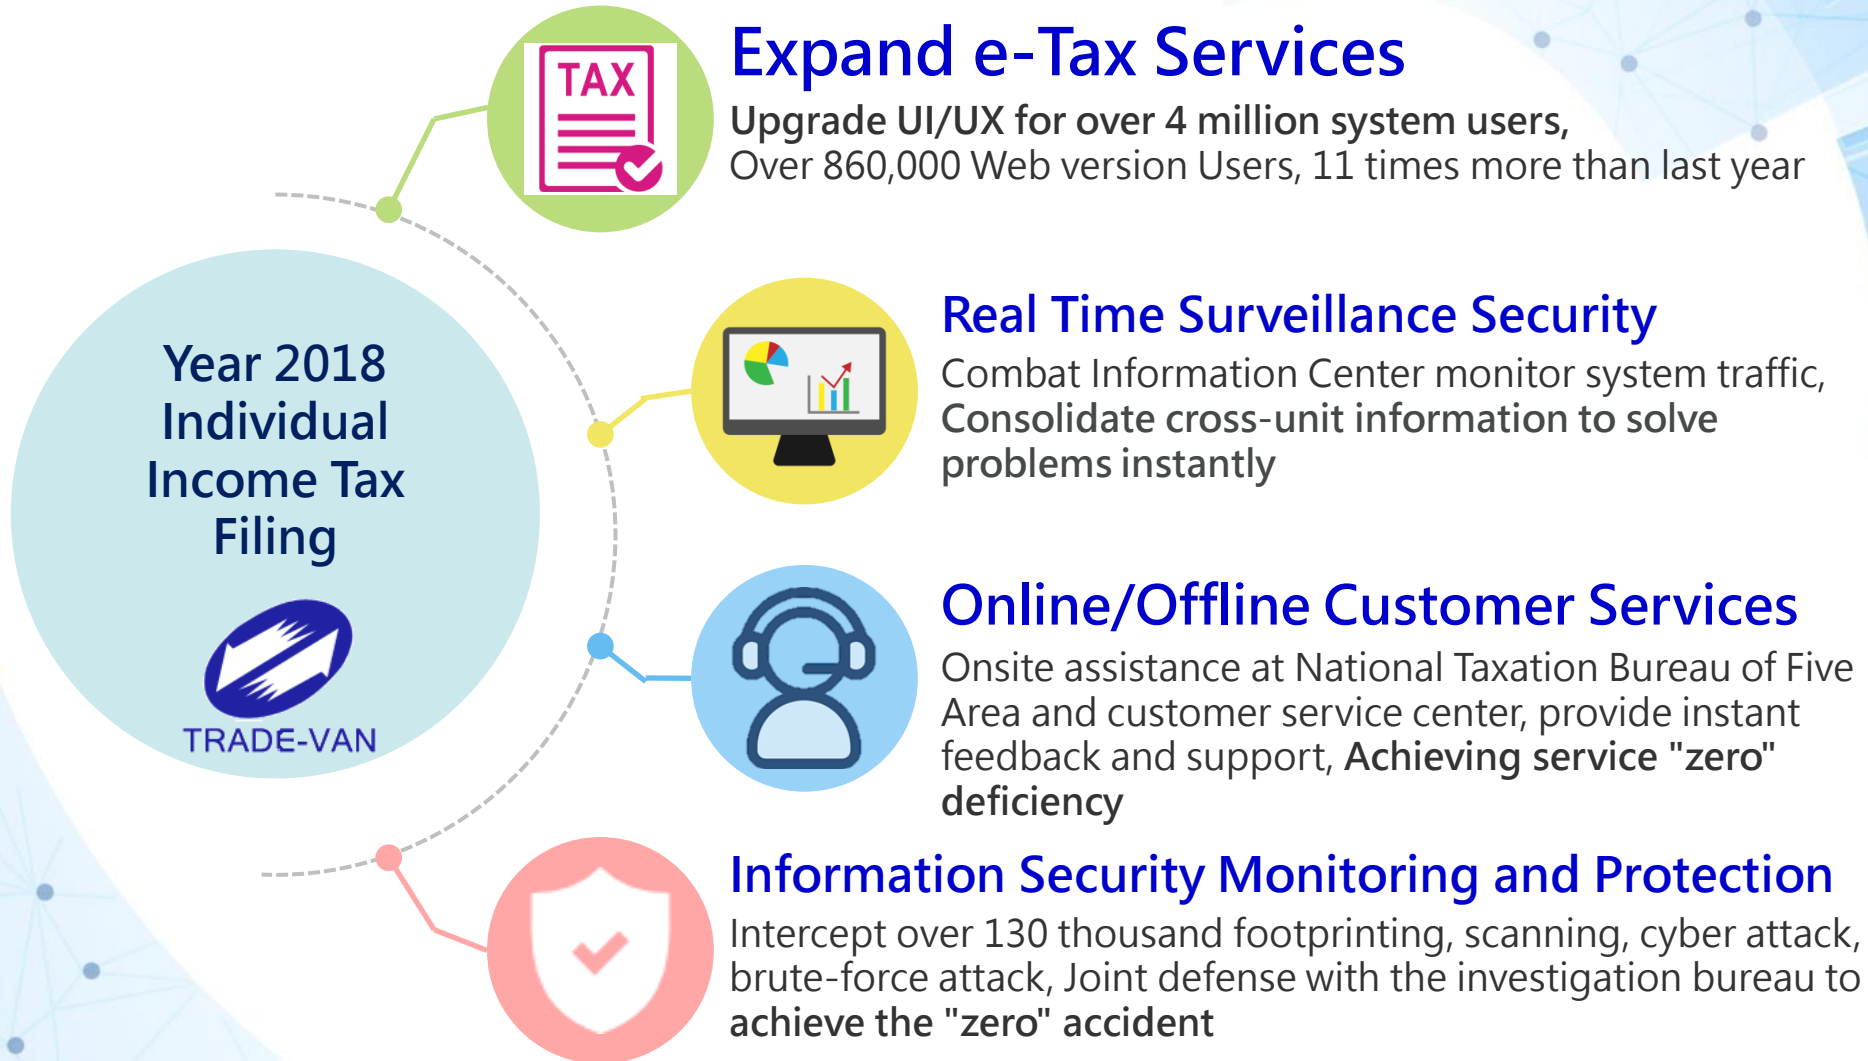 Year 2018
Individual
Income Tax
Filing
TRADE-VAN
TAX
Expand e-Tax Services
Upgrade UI/UX for over 4 million system users,
Over 860,000 Web version Users, 11 times more than last year
Real Time Surveillance Security
Combat Information Center monitor system traffic,
Consolidate cross-unit information to solve
problems instantly
Online/Offline Customer Services
Onsite assistance at National Taxation Bureau of Five
Area and customer service center, provide instant
feedback and support, Achieving service "zero"
deficiency
Information Security Monitoring and Protection
Intercept over 130 thousand footprinting, scanning, cyber attack,
brute-force attack, Joint defense with the investigation bureau to
achieve the "zero" accident